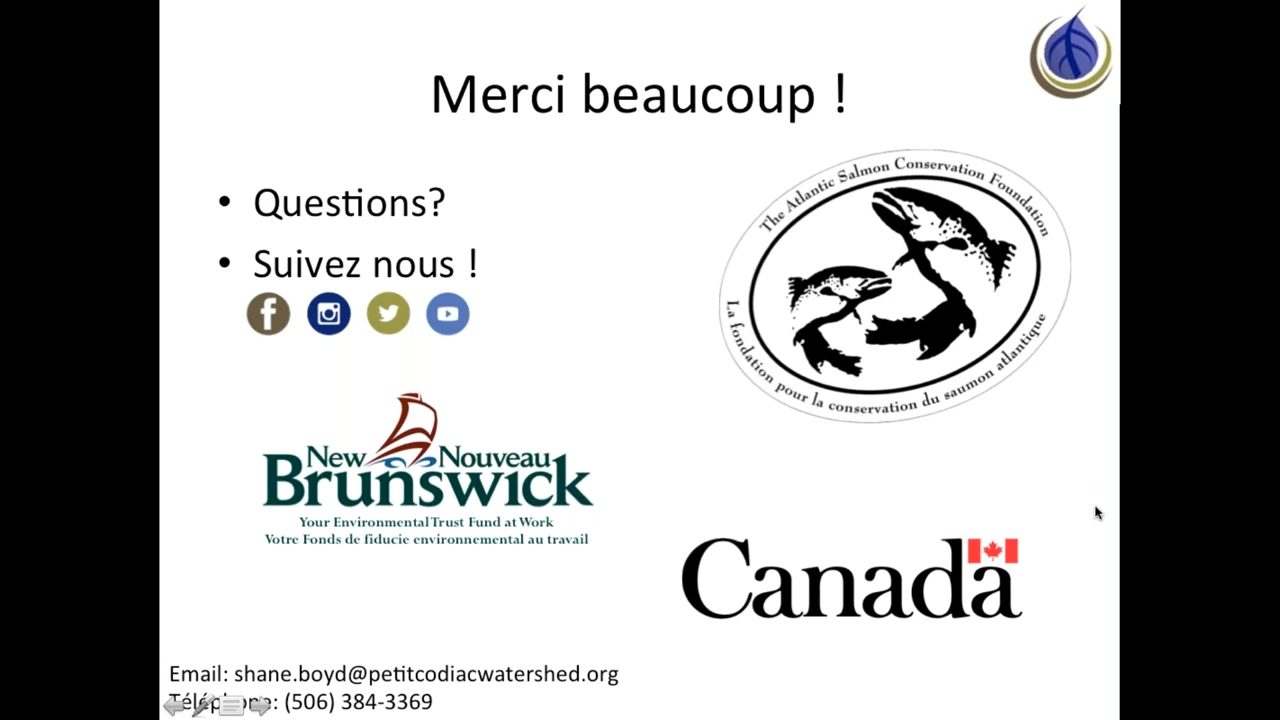 Merci beaucoup !
• Questions?
• Suivez nous !
The Atlantic Salmon Conservation Foundation
La fondation pour la conservation du saumon atlantique
New Nouveau
Brunswick
Your Environmental Trust Fund at Work
Votre Fonds de fiducie environnemental au travail
Canada
Email: shane.boyd@petitcodiacwatershed.org
Téléphone: (506) 384-3369